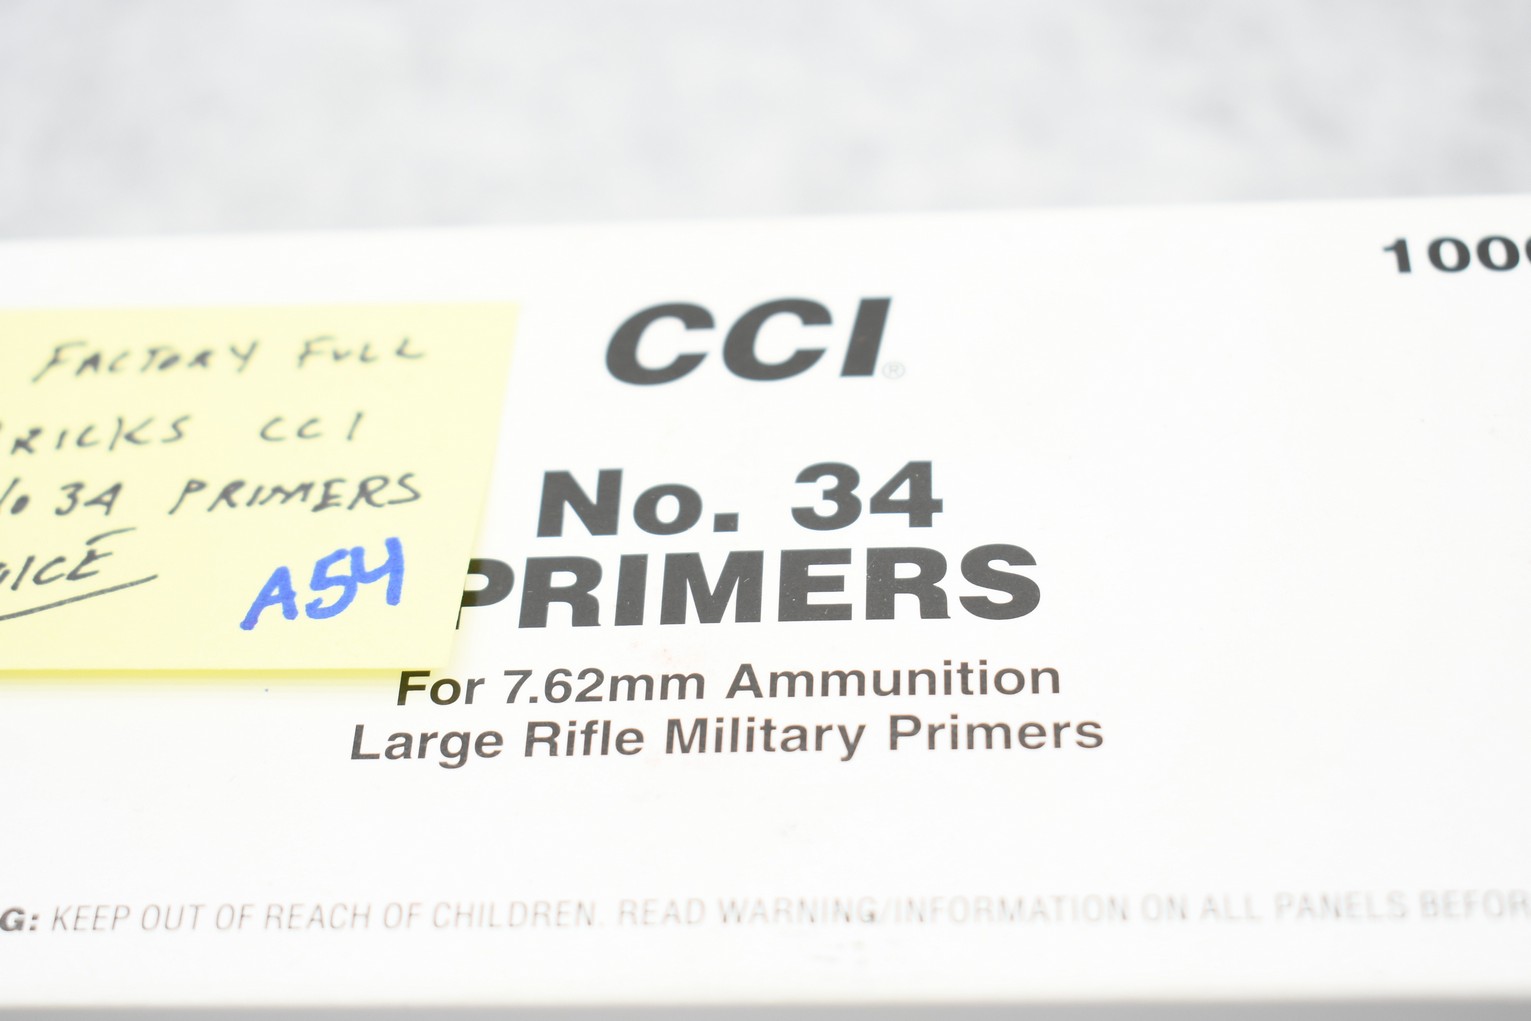 1000
CCI®
No. 34
PRIMERS
For 7.62mm Ammunition
Large Rifle Military Primers
G: KEEP OUT OF REACH OF CHILDREN. READ WARNING/INFORMATION ON ALL PANELS BEFOR
FACTORY FULL
RICKS CCI
No 34 PRIMERS
A54